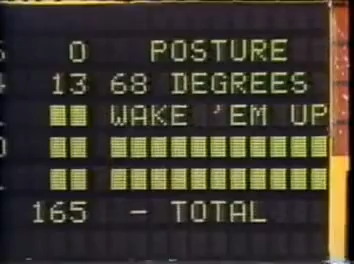 0 POSTURE
13 68 DEGREES
WAKE 'EM UP
165 - TOTAL